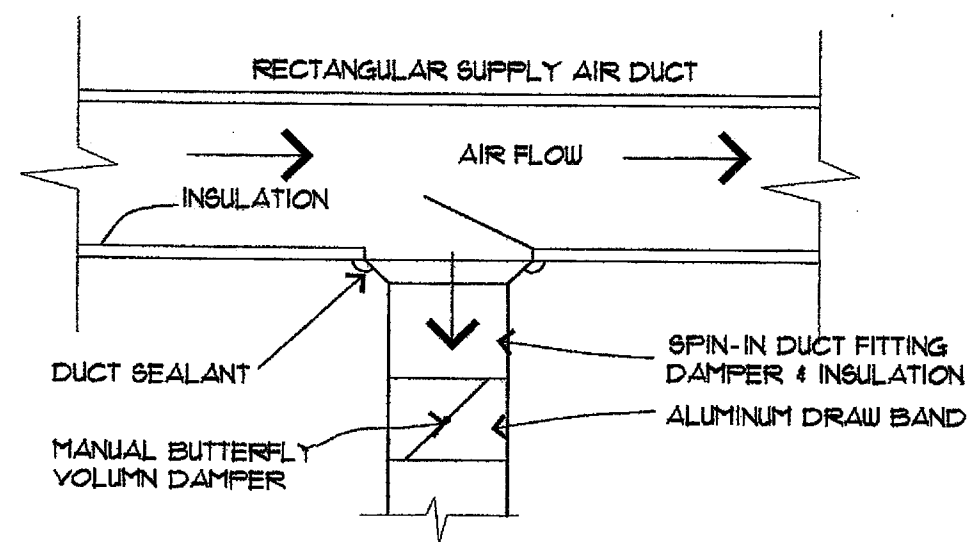 RECTANGULAR SUPPLY AIR DUCT
AIR FLOW
INSULATION
DUCT SEALANT
SPIN-IN DUCT FITTING
DAMPER & INSULATION
ALUMINUM DRAW BAND
MANUAL BUTTERFLY
VOLUMN DAMPER